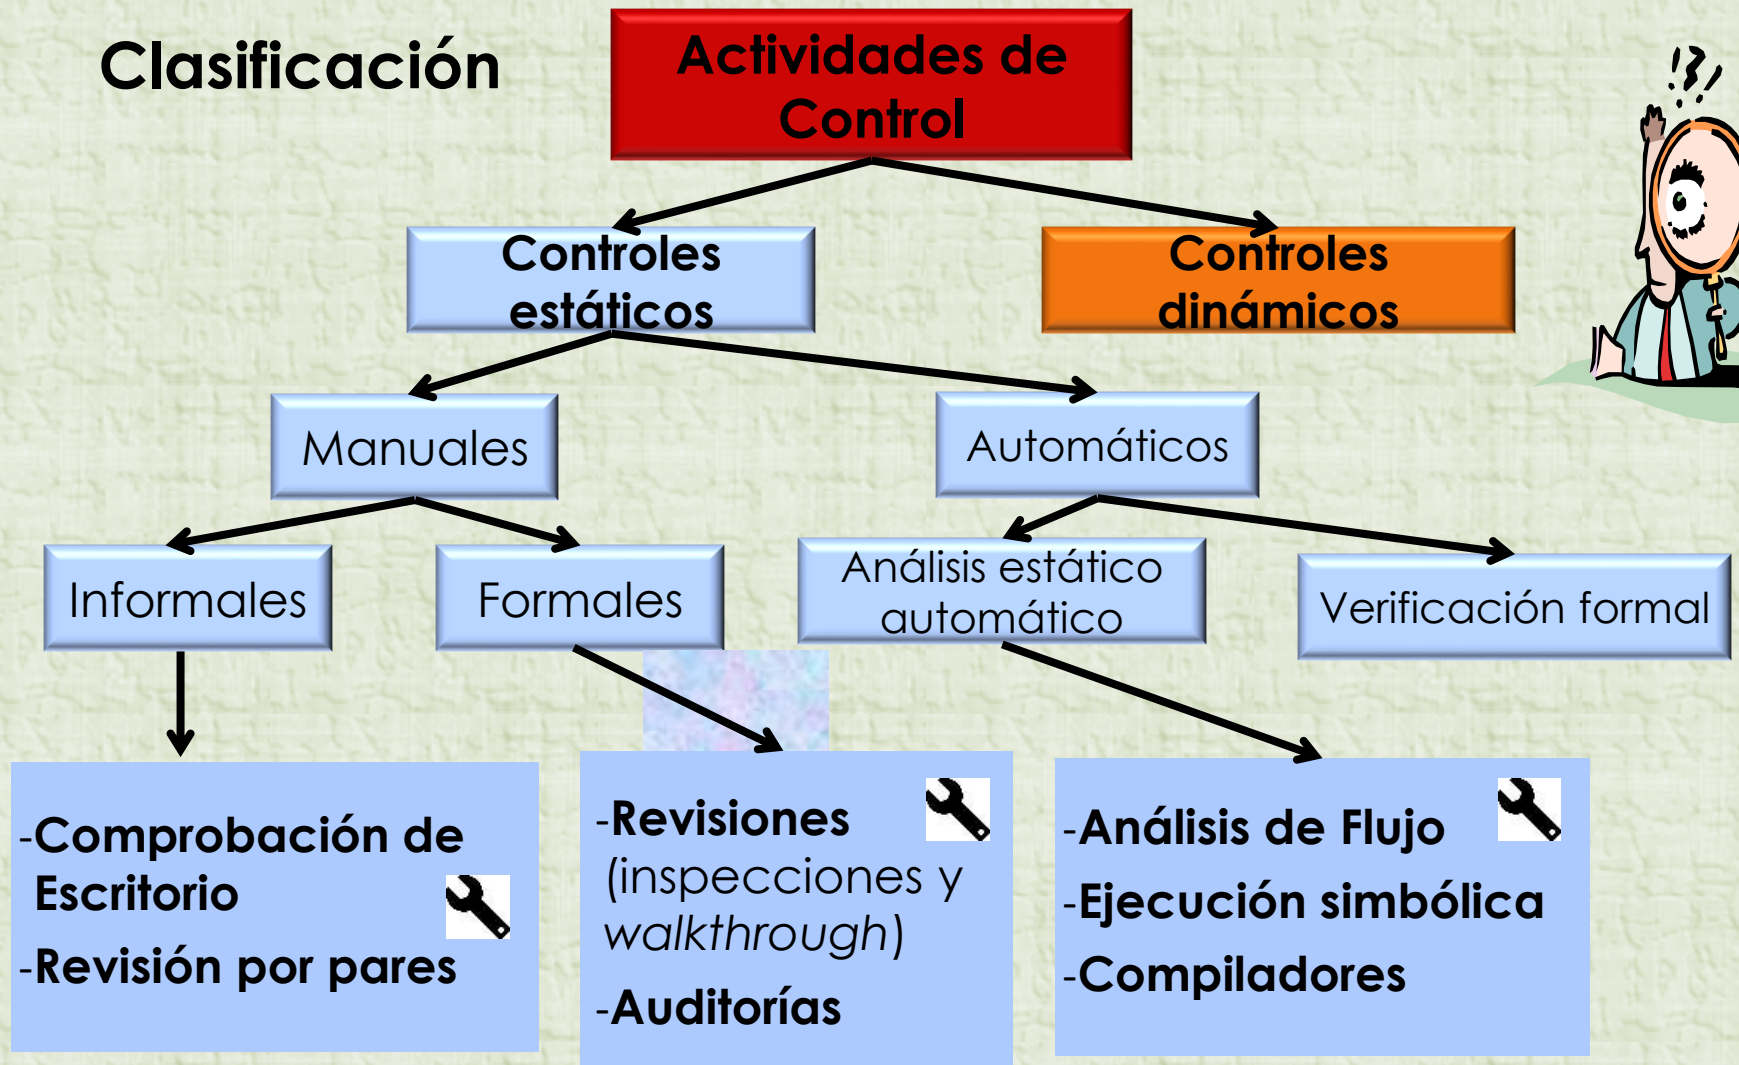 Clasificación
Actividades de
Control
!?,
Controles
estáticos
Controles
dinámicos
Manuales
Automáticos
Informales
Formales
Análisis estático
automático
Verificación formal
-Comprobación de
Escritorio
-Revisión por pares
-Revisiones
(inspecciones y
walkthrough)
-Auditorías
-Análisis de Flujo
-Ejecución simbólica
-Compiladores